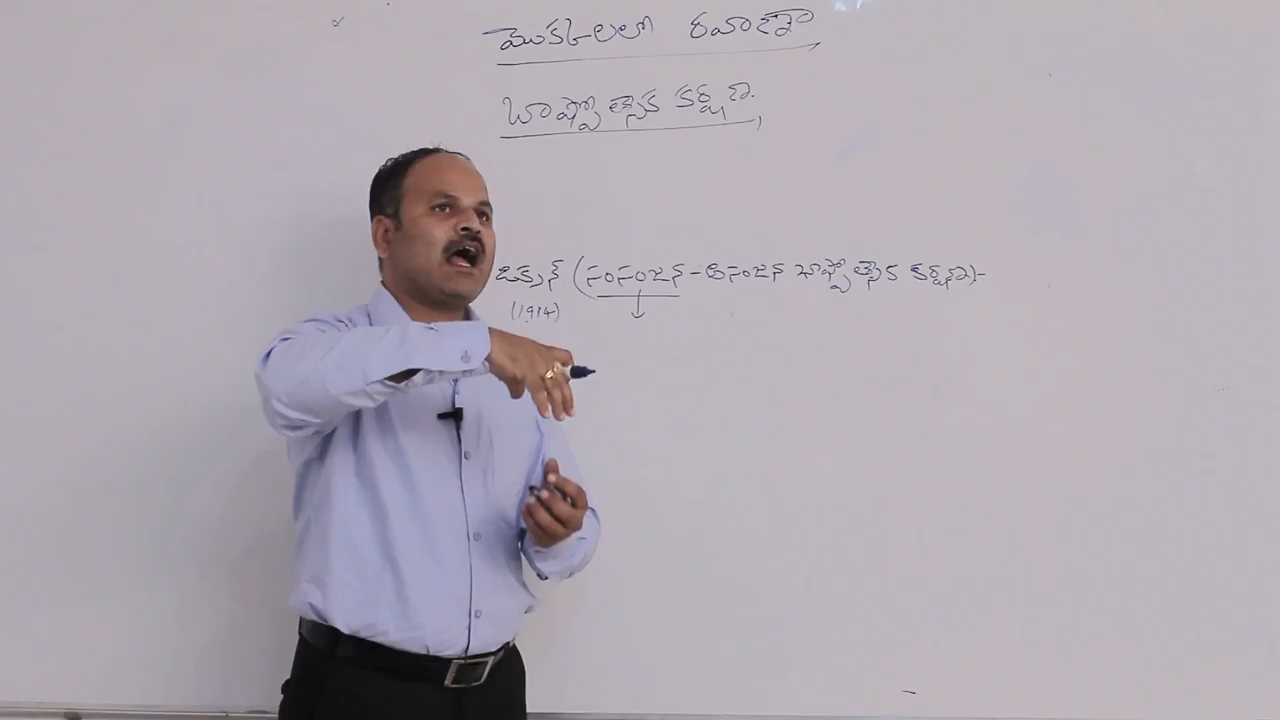 మొక్కలలో రవాణా
బాష్పోత్సేక కర్షణ.
డిక్సన్ (సంసంజన - అసంజన బాష్పోత్సేక కర్షణ) -
(1914)